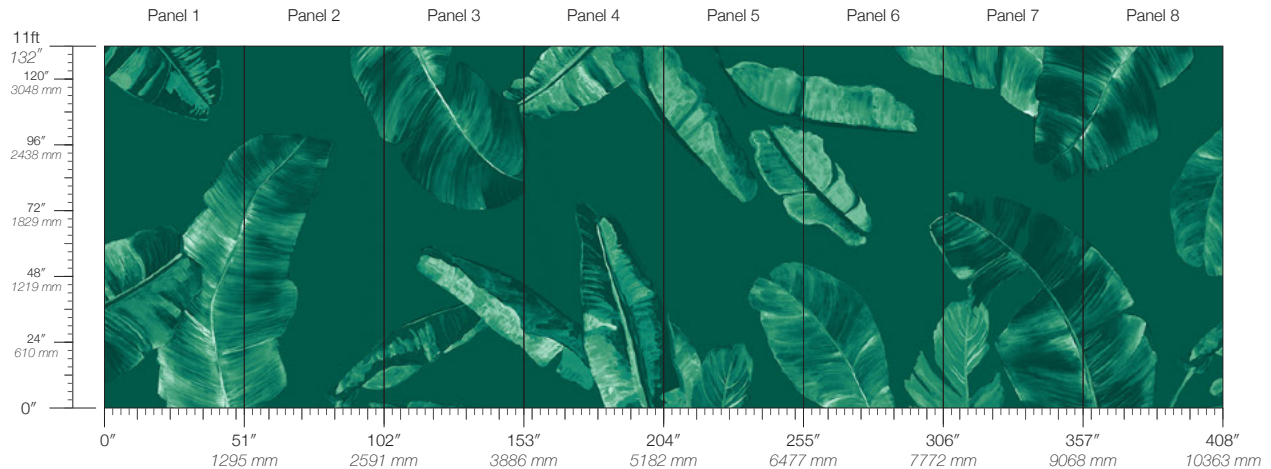 Panel 1 Panel 2 Panel 3 Panel 4 Panel 5 Panel 6 Panel 7 Panel 8
11ft
132″
120″
3048 mm
96″
2438 mm
72″
1829 mm
48″
1219 mm
24″
610 mm
0″
0″ 51″ 102″ 153″ 204″ 255″ 306″ 357″ 408″
1295 mm 2591 mm 3886 mm 5182 mm 6477 mm 7772 mm 9068 mm 10363 mm